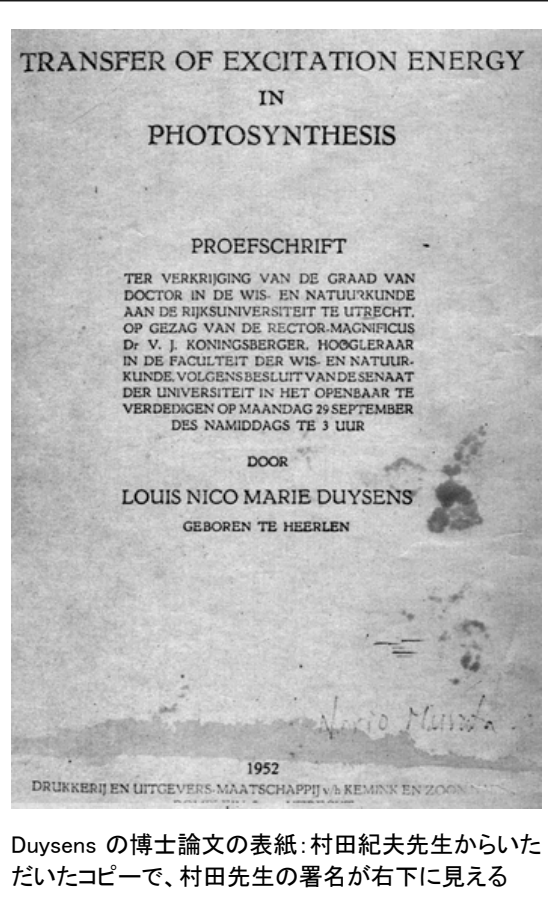 TRANSFER OF EXCITATION ENERGY
IN
PHOTOSYNTHESIS
PROEFSCHRIFT
TER VERKRIJGING VAN DE GRAAD VAN
DOCTOR IN DE WIS- EN NATUURKUNDE
AAN DE RIJKSUNIVERSITEIT TE UTRECHT,
OP GEZAG VAN DE RECTOR-MAGNIFICUS
Dr V. J. KONINGSBERGER, HOOGLERAAR
IN DE FACULTEIT DER WIS- EN NATUUR-
KUNDE, VOLGENS BESLUIT VAN DE SENAAT
DER UNIVERSITEIT IN HET OPENBAAR TE
VERDEDIGEN OP MAANDAG 29 SEPTEMBER
DES NAMIDDAGS TE 3 UUR
DOOR
LOUIS NICO MARIE DUYSENS
GEBOREN TE HEERLEN
Norio Murata
1952
DRUKKERIJ EN UITGEVERS-MAATSCHAPPIJ v/h KEMINK EN ZOON
Duysens の博士論文の表紙：村田紀夫先生からいた
だいたコピーで、村田先生の署名が右下に見える